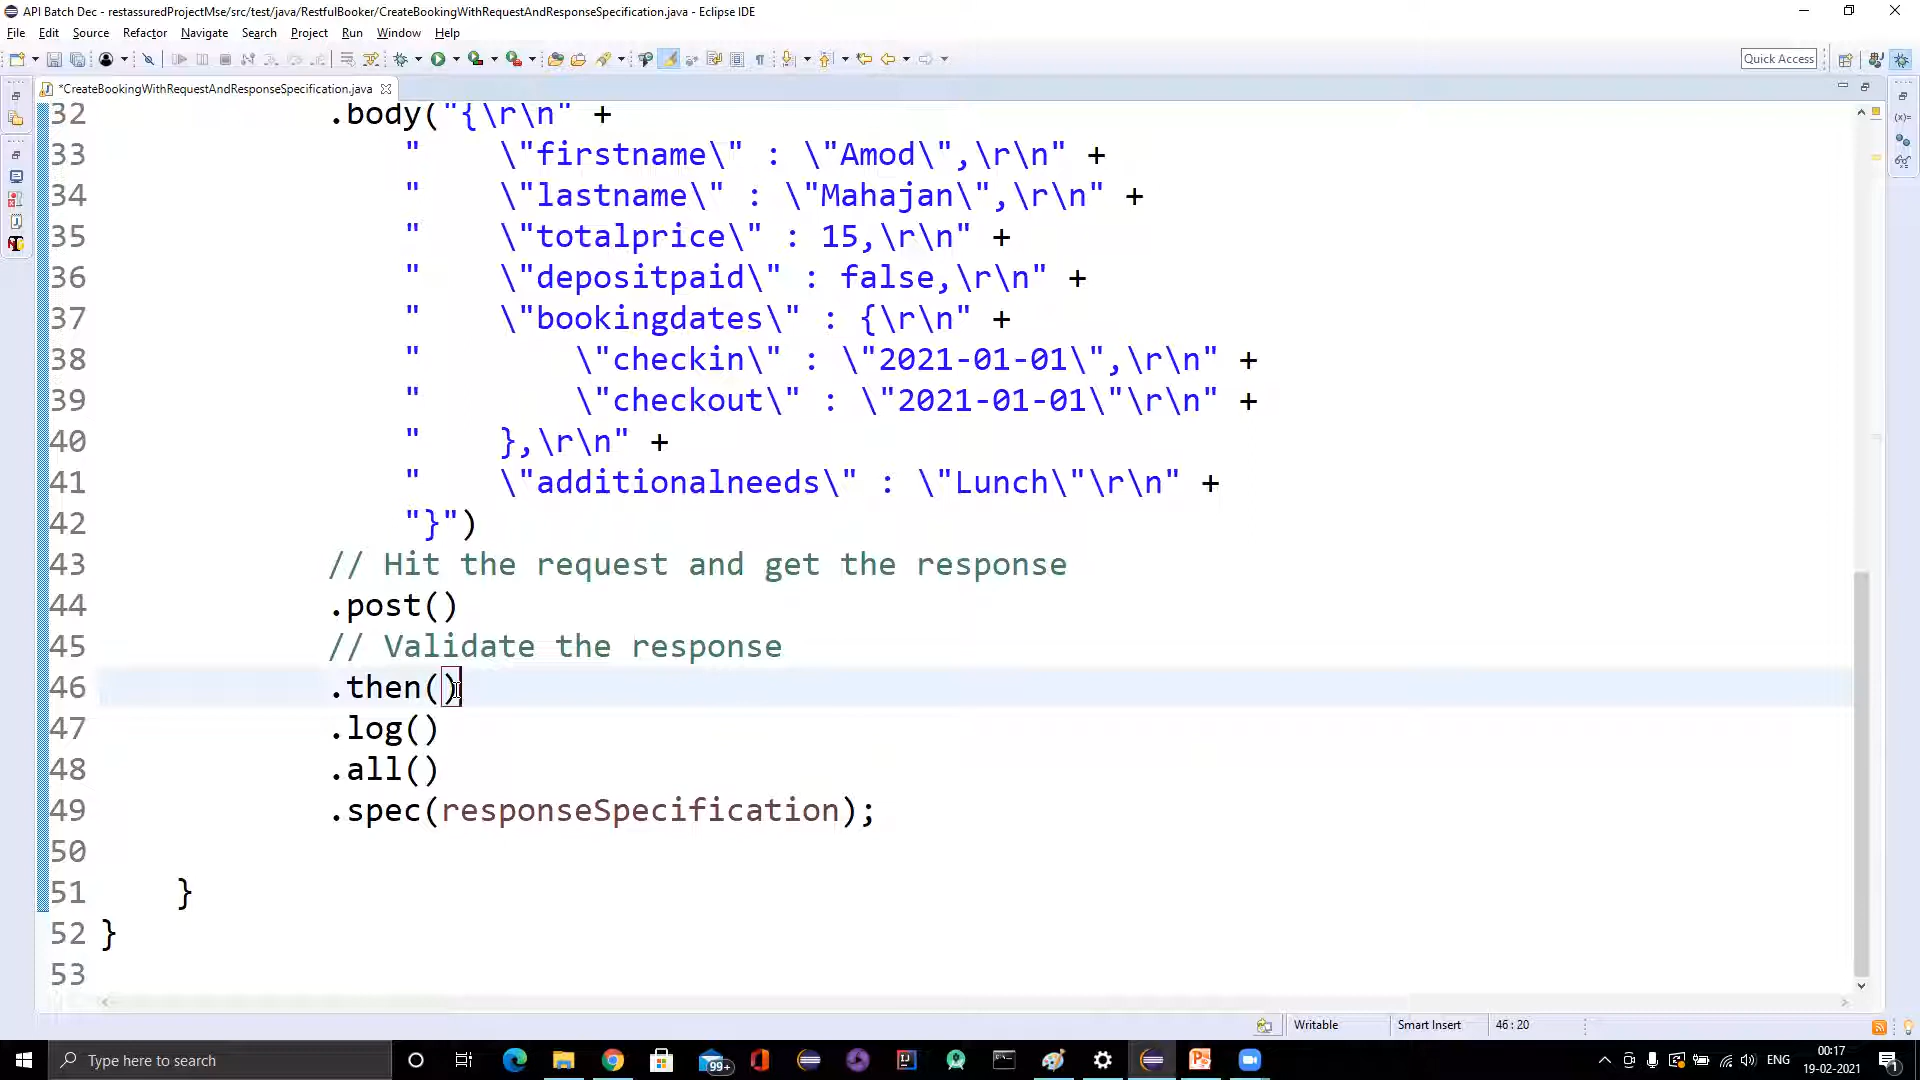 API Batch Dec - restassuredProjectMse/src/test/java/RestfulBooker/CreateBookingWithRequestAndResponseSpecification.java - Eclipse IDE
File Edit Source Refactor Navigate Search Project Run Window Help
Quick Access
*CreateBookingWithRequestAndResponseSpecification.java
32 .body("{\r\n" +
33 "    \"firstname\" : \"Amod\",\r\n" +
34 "    \"lastname\" : \"Mahajan\",\r\n" +
35 "    \"totalprice\" : 15,\r\n" +
36 "    \"depositpaid\" : false,\r\n" +
37 "    \"bookingdates\" : {\r\n" +
38 "        \"checkin\" : \"2021-01-01\",\r\n" +
39 "        \"checkout\" : \"2021-01-01\"\r\n" +
40 "    },\r\n" +
41 "    \"additionalneeds\" : \"Lunch\"\r\n" +
42 "}")
43 // Hit the request and get the response
44 .post()
45 // Validate the response
46 .then()
47 .log()
48 .all()
49 .spec(responseSpecification);
50
51 }
52 }
53
Writable Smart Insert 46 : 20
Type here to search
99+
ENG
00:17
19-02-2021
1